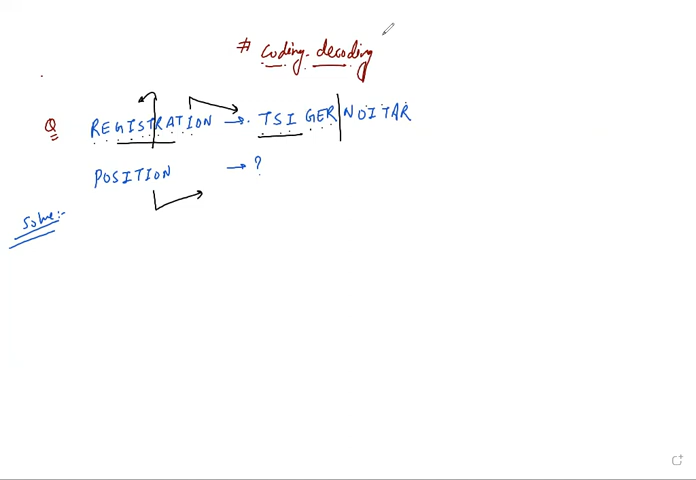 # Coding-decoding
Q REGISTRATION → TSIGER|NOITAR
POSITION → ?
Solve:-